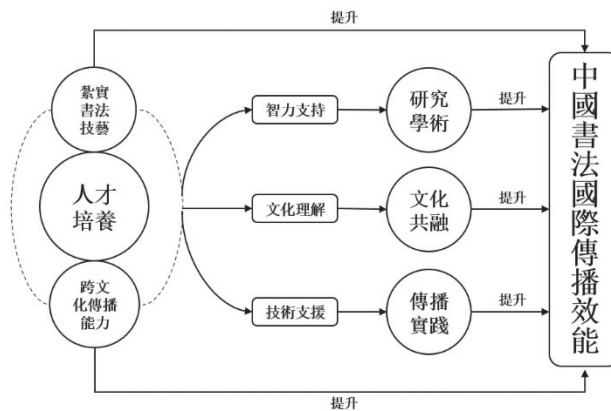 提升
紮實
書法
技藝
人才
培養
跨文
化傳播
能力
智力支持
研究
學術
提升
文化理解
文化
共融
提升
技術支援
傳播
實踐
提升
中國書法國際傳播效能
提升